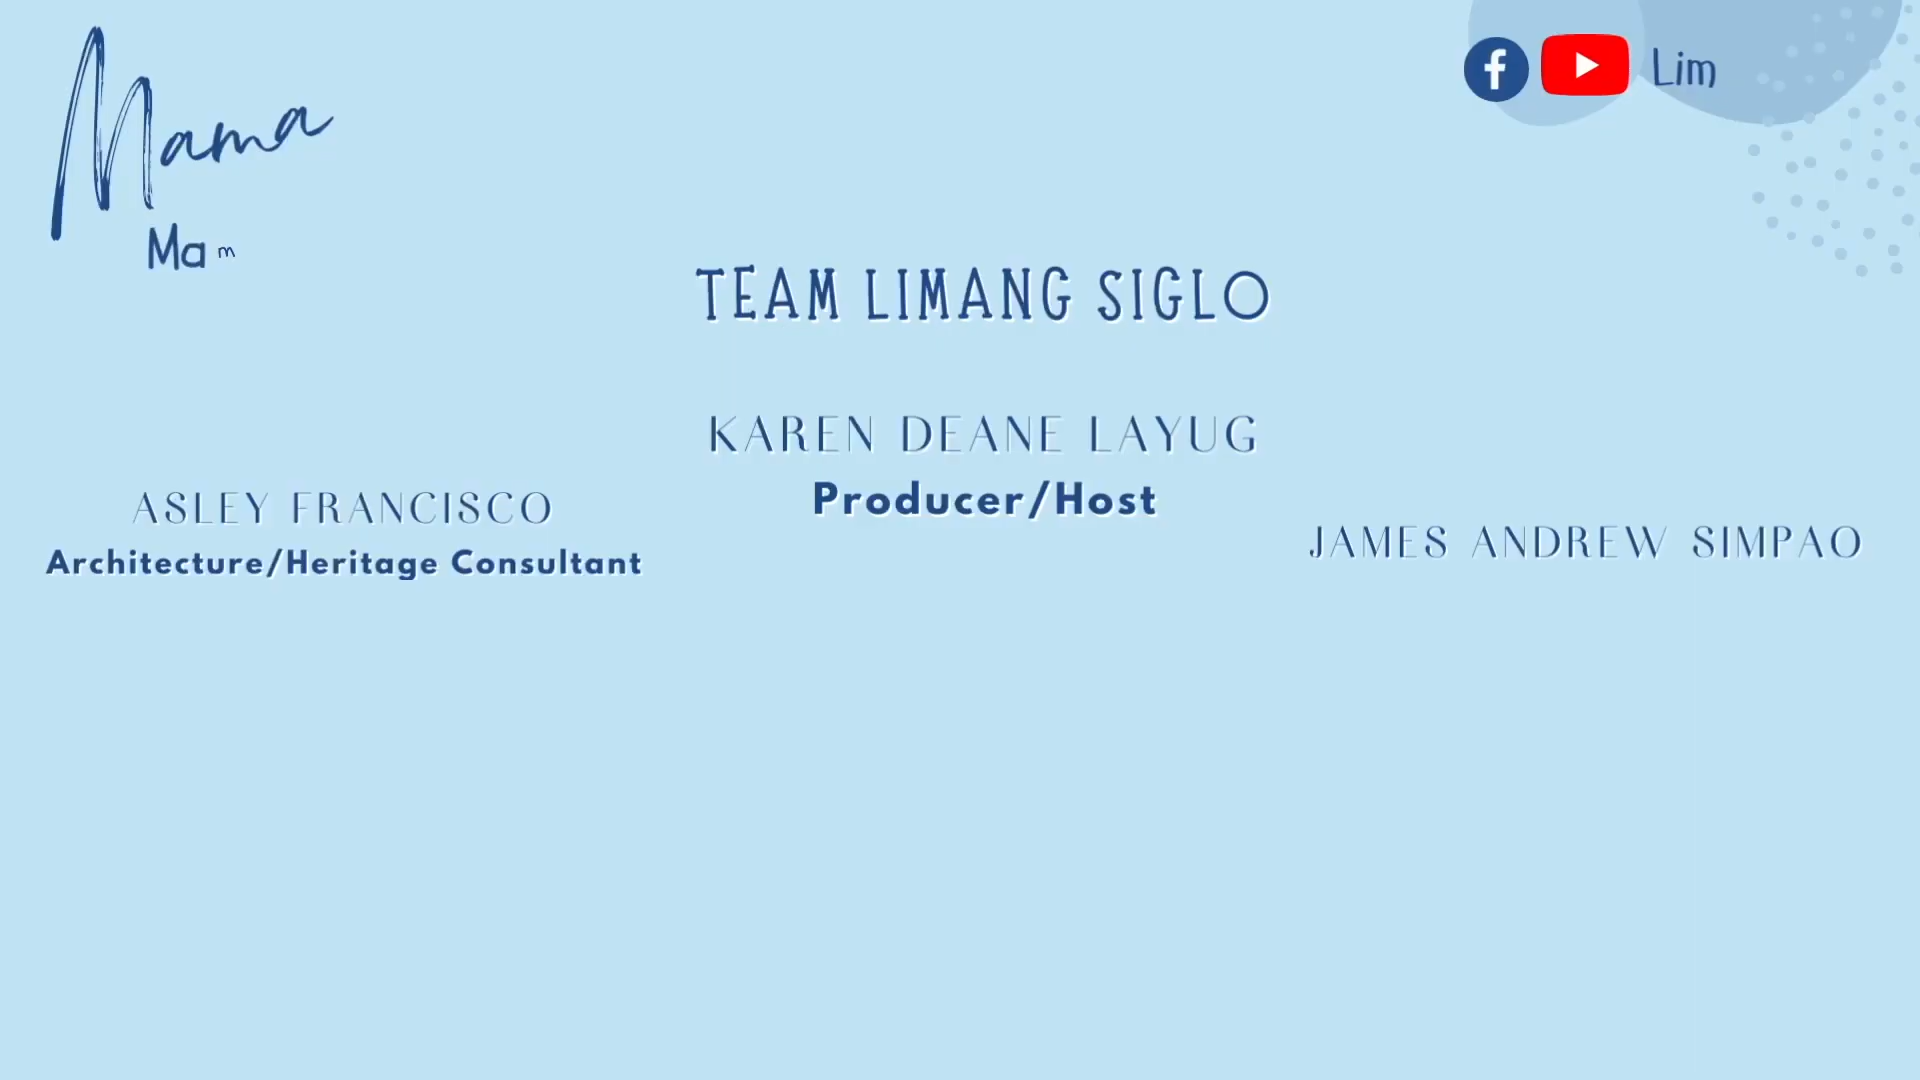 Mama
Ma m
Lim
TEAM LIMANG SIGLO
KAREN DEANE LAYUG
Producer/Host
ASLEY FRANCISCO
Architecture/Heritage Consultant
JAMES ANDREW SIMPAO